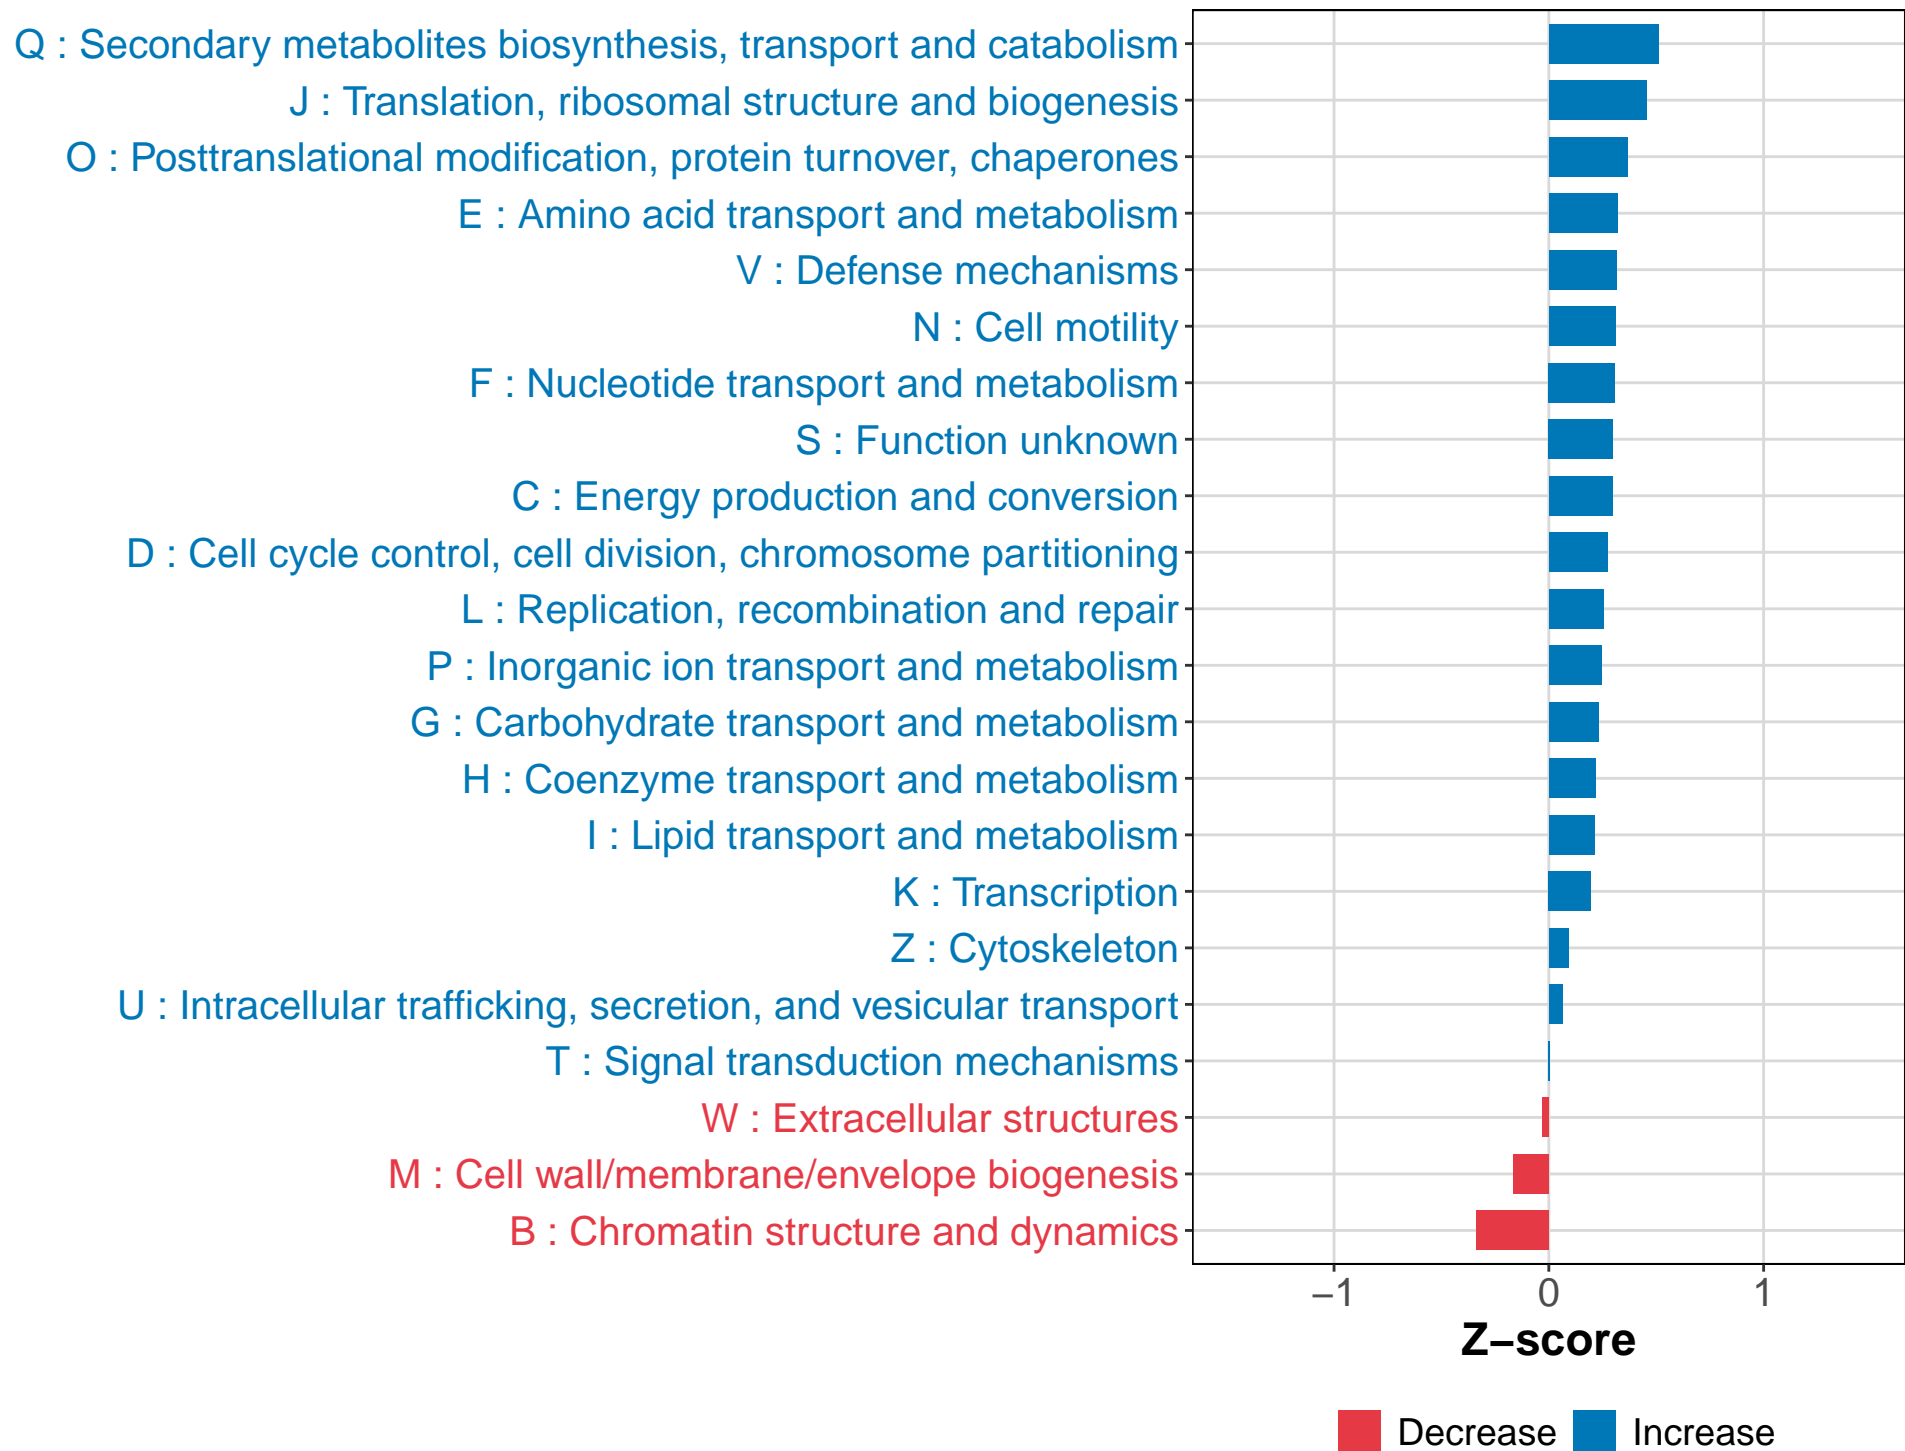 Q : Secondary metabolites biosynthesis, transport and catabolism
J : Translation, ribosomal structure and biogenesis
O : Posttranslational modification, protein turnover, chaperones
E : Amino acid transport and metabolism
V : Defense mechanisms
N : Cell motility
F : Nucleotide transport and metabolism
S : Function unknown
C : Energy production and conversion
D : Cell cycle control, cell division, chromosome partitioning
L : Replication, recombination and repair
P : Inorganic ion transport and metabolism
G : Carbohydrate transport and metabolism
H : Coenzyme transport and metabolism
I : Lipid transport and metabolism
K : Transcription
Z : Cytoskeleton
U : Intracellular trafficking, secretion, and vesicular transport
T : Signal transduction mechanisms
W : Extracellular structures
M : Cell wall/membrane/envelope biogenesis
B : Chromatin structure and dynamics
−1 0 1
Z−score
Decrease Increase